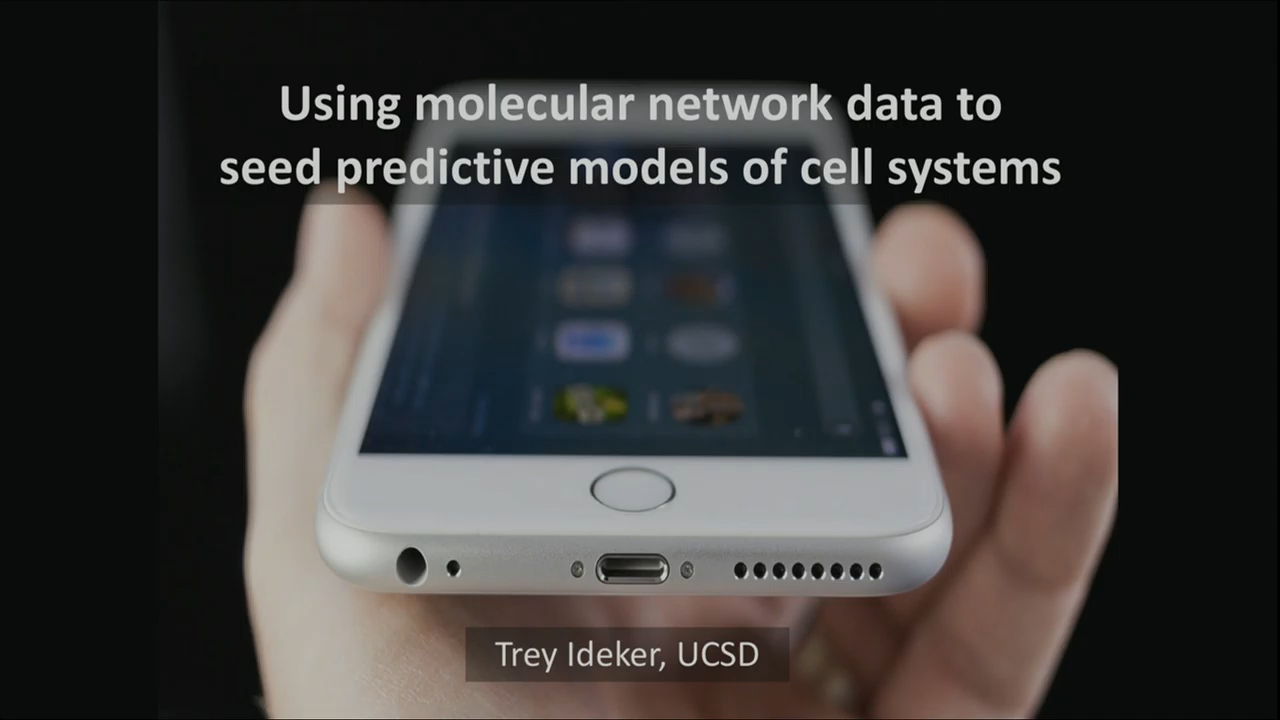 Using molecular network data to
seed predictive models of cell systems
Trey Ideker, UCSD